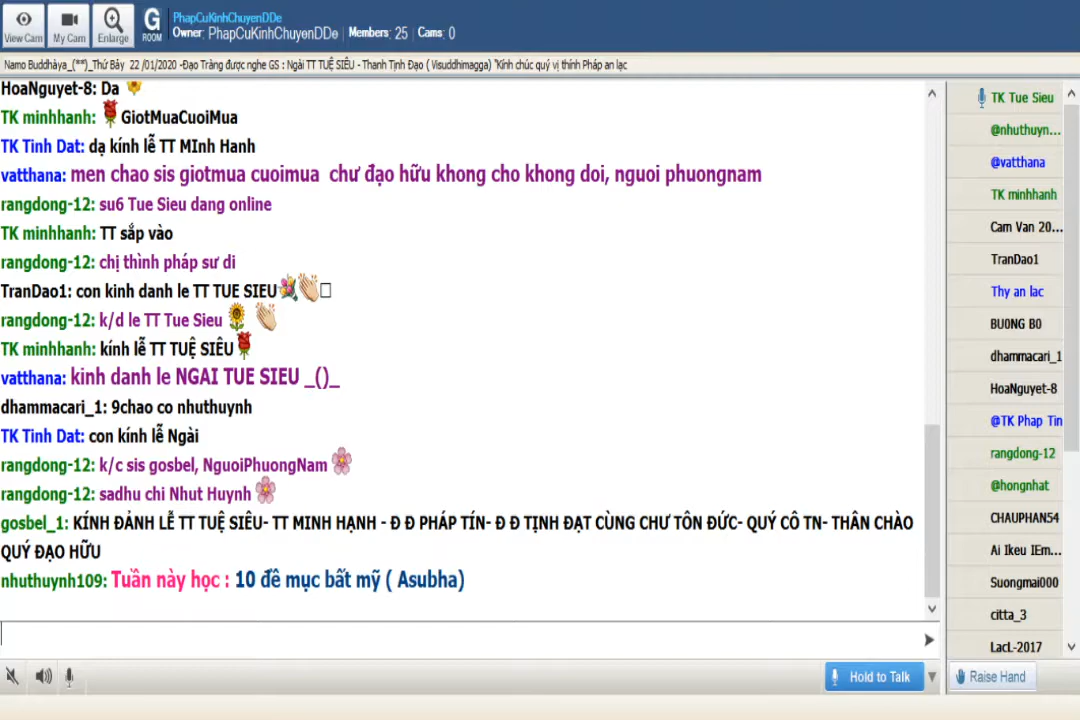 PhapCuKinhChuyenDDe
Owner: PhapCuKinhChuyenDDe Members: 25 Cams: 0
View Cam My Cam Enlarge G ROOM
Namo Buddhàya_(**)_Thứ Bảy 22 /01/2020 -Đạo Tràng được nghe GS : Ngài TT TUỆ SIÊU - Thanh Tịnh Đạo ( Visuddhimagga) "Kính chúc quý vị thính Pháp an lạc
HoaNguyet-8: Da
TK minhhanh: GiotMuaCuoiMua
TK Tinh Dat: dạ kính lễ TT MInh Hanh
vatthana: men chao sis giotmua cuoimua chư đạo hữu khong cho khong doi, nguoi phuongnam
rangdong-12: su6 Tue Sieu dang online
TK minhhanh: TT sắp vào
rangdong-12: chị thình pháp sư di
TranDao1: con kinh danh le TT TUE SIEU
rangdong-12: k/d le TT Tue Sieu
TK minhhanh: kính lễ TT TUỆ SIÊU
vatthana: kinh danh le NGAI TUE SIEU _()_
dhammacari_1: 9chao co nhuthuynh
TK Tinh Dat: con kính lễ Ngài
rangdong-12: k/c sis gosbel, NguoiPhuongNam
rangdong-12: sadhu chi Nhut Huynh
gosbel_1: KÍNH ĐẢNH LỄ TT TUỆ SIÊU- TT MINH HẠNH - Đ Đ PHÁP TÍN- Đ Đ TỊNH ĐẠT CÙNG CHƯ TÔN ĐỨC- QUÝ CÔ TN- THÂN CHÀO
QUÝ ĐẠO HỮU
nhuthuynh109: Tuần này học : 10 đề mục bất mỹ ( Asubha)
TK Tue Sieu
@nhuthuyn...
@vatthana
TK minhhanh
Cam Van 20...
TranDao1
Thy an lac
BU0NG B0
dhammacari_1
HoaNguyet-8
@TK Phap Tin
rangdong-12
@hongnhat
CHAUPHAN54
Ai lkeu IEm...
Suongmai000
citta_3
LacL-2017
Hold to Talk
Raise Hand